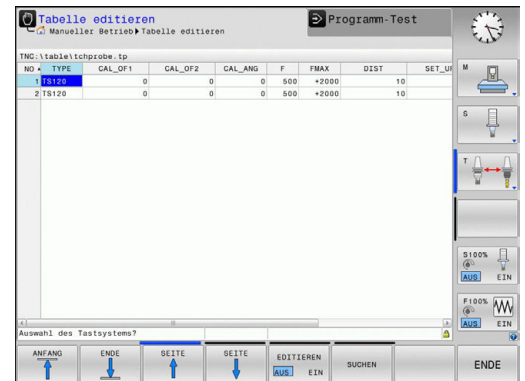 Tabelle editieren
Programm-Test
Manueller Betrieb▸Tabelle editieren
TNC:\table\tchprobe.tp
NO TYPE CAL_OF1 CAL_OF2 CAL_ANG F FMAX DIST SET_UP
1 TS120 0 0 0 500 +2000 10
2 TS120 0 0 0 500 +2000 10
M
S
T
S100%
AUS EIN
F100%
AUS EIN
Auswahl des Tastsystems?
ANFANG ENDE SEITE SEITE EDITIEREN SUCHEN ENDE
AUS EIN